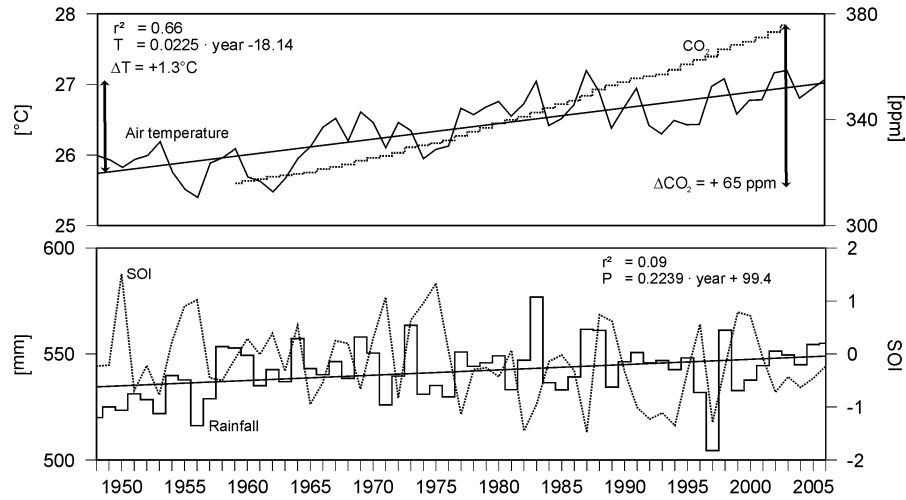 28
27
26
25
[°C]
r² = 0.66
T = 0.0225 · year -18.14
ΔT = +1.3°C
Air temperature
CO₂
ΔCO₂ = + 65 ppm
380
340
300
[ppm]
600
550
500
[mm]
SOI
Rainfall
r² = 0.09
P = 0.2239 · year + 99.4
2
1
0
-1
-2
SOI
1950 1955 1960 1965 1970 1975 1980 1985 1990 1995 2000 2005